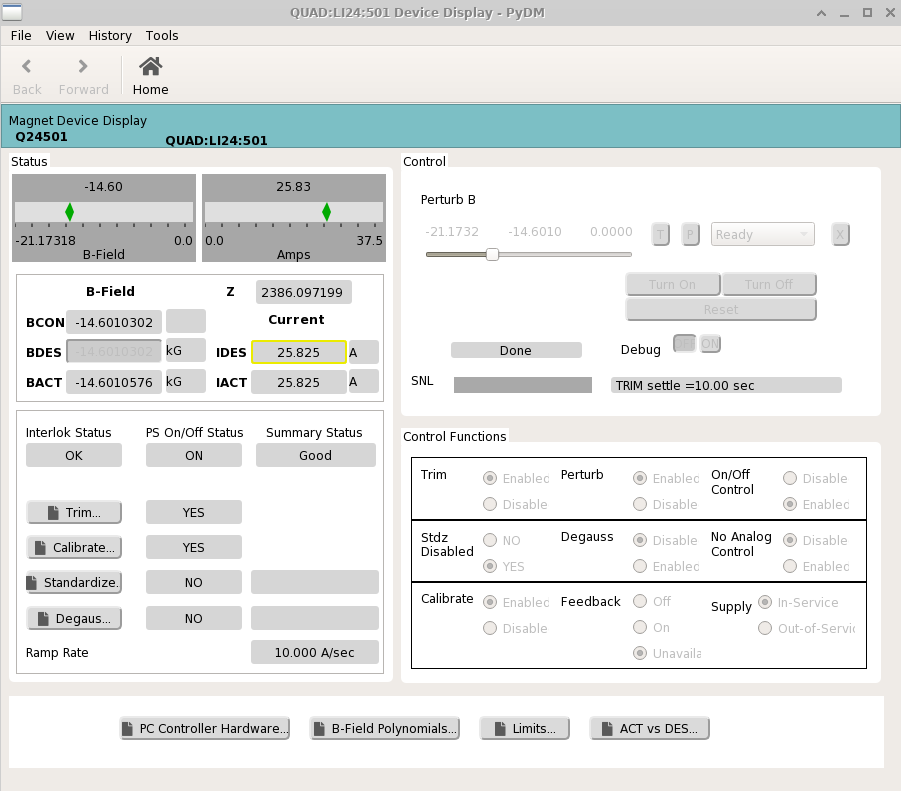 QUAD:LI24:501 Device Display - PyDM
File View History Tools
Back Forward Home
Magnet Device Display
Q24501 QUAD:LI24:501
Status
-14.60
-21.17318 0.0
B-Field
25.83
0.0 37.5
Amps
B-Field Z 2386.097199
BCON -14.6010302 Current
BDES -14.6010302 kG IDES 25.825 A
BACT -14.6010576 kG IACT 25.825 A
Interlok Status PS On/Off Status Summary Status
OK ON Good
Trim... YES
Calibrate... YES
Standardize. NO
Degaus... NO
Ramp Rate 10.000 A/sec
Control
Perturb B
-21.1732 -14.6010 0.0000 T P Ready X
Turn On Turn Off
Reset
Done Debug OFF ON
SNL TRIM settle =10.00 sec
Control Functions
Trim Enabled Perturb Enabled On/Off Control Disable
Disable Disable Enabled
Stdz Disabled NO Degauss Disable No Analog Control Disable
YES Enabled Enabled
Calibrate Enabled Feedback Off Supply In-Service
Disable On Out-of-Servic
Unavaila
PC Controller Hardware... B-Field Polynomials... Limits... ACT vs DES...